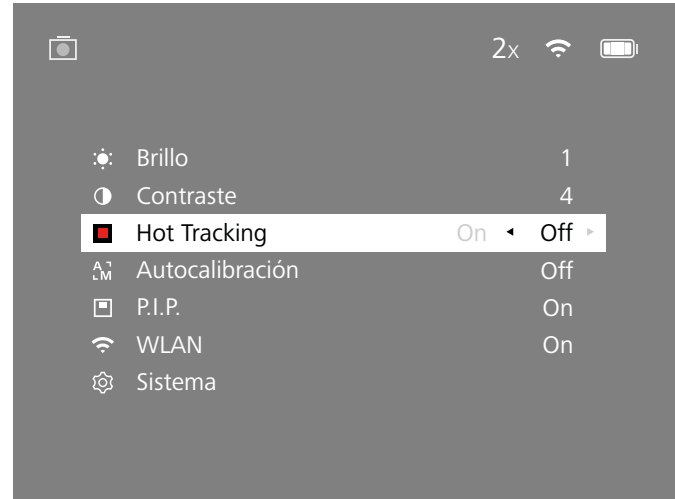 2x
Brillo 1
Contraste 4
Hot Tracking On Off
A M Autocalibración Off
P.I.P. On
WLAN On
Sistema